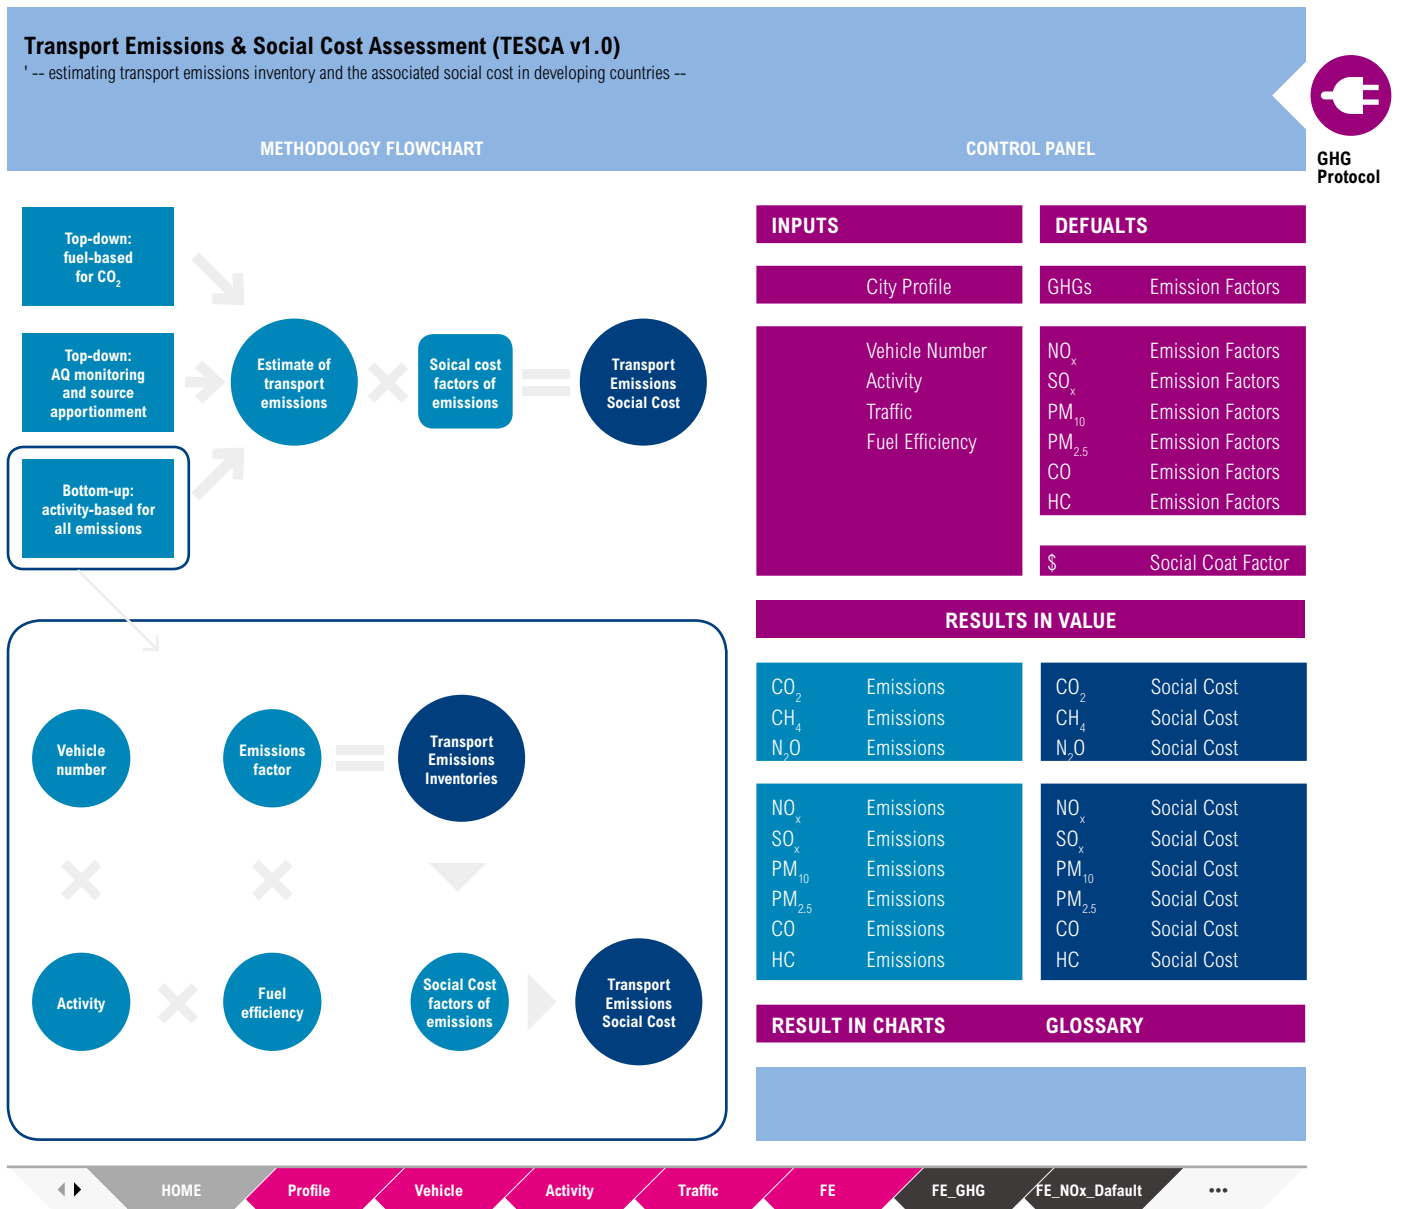 Transport Emissions & Social Cost Assessment (TESCA v1.0)
' -- estimating transport emissions inventory and the associated social cost in developing countries --
METHODOLOGY FLOWCHART
CONTROL PANEL
GHG
Protocol
Top-down:
fuel-based
for CO2
Top-down:
AQ monitoring
and source
apportionment
Bottom-up:
activity-based for
all emissions
Estimate of
transport
emissions
Soical cost
factors of
emissions
Transport
Emissions
Social Cost
Vehicle
number
Emissions
factor
Transport
Emissions
Inventories
Activity
Fuel
efficiency
Social Cost
factors of
emissions
Transport
Emissions
Social Cost
INPUTS
City Profile
Vehicle Number
Activity
Traffic
Fuel Efficiency
DEFUALTS
GHGs Emission Factors
NOx Emission Factors
SOx Emission Factors
PM10 Emission Factors
PM2.5 Emission Factors
CO Emission Factors
HC Emission Factors
$ Social Coat Factor
RESULTS IN VALUE
CO2 Emissions
CH4 Emissions
N2O Emissions
NOx Emissions
SOx Emissions
PM10 Emissions
PM2.5 Emissions
CO Emissions
HC Emissions
CO2 Social Cost
CH4 Social Cost
N2O Social Cost
NOx Social Cost
SOx Social Cost
PM10 Social Cost
PM2.5 Social Cost
CO Social Cost
HC Social Cost
RESULT IN CHARTS
GLOSSARY
HOME Profile Vehicle Activity Traffic FE FE_GHG FE_NOx_Dafault •••